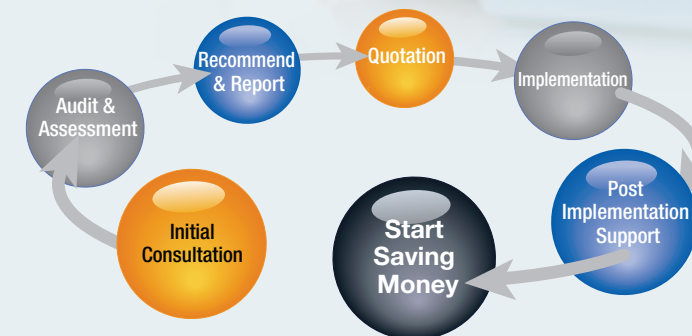 Initial
Consultation
Audit &
Assessment
Recommend
& Report
Quotation
Implementation
Post
Implementation
Support
Start
Saving
Money